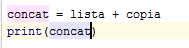 concat = lista + copia
print(concat)